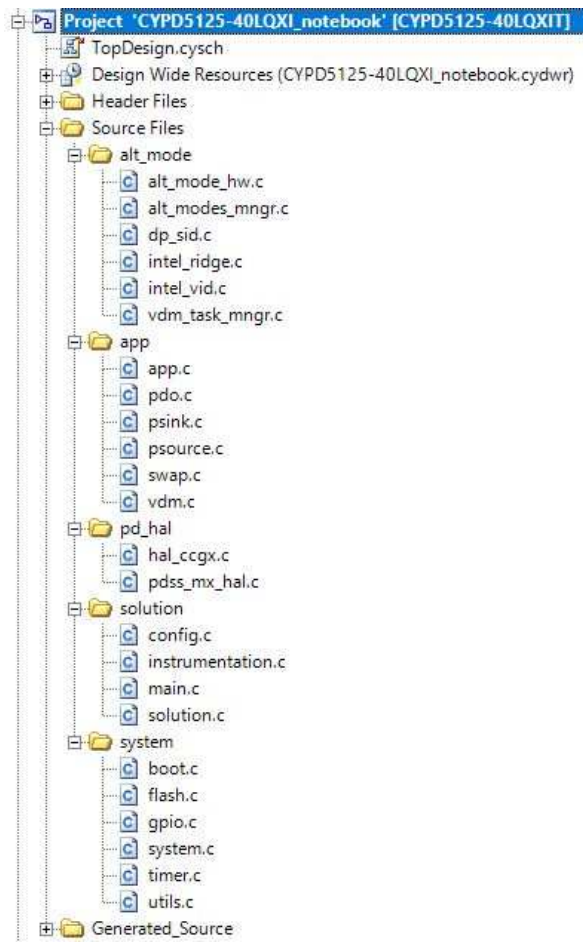 Project 'CYPD5125-40LQXI_notebook' [CYPD5125-40LQXIT]
TopDesign.cysch
Design Wide Resources (CYPD5125-40LQXI_notebook.cydwr)
Header Files
Source Files
alt_mode
alt_mode_hw.c
alt_modes_mngr.c
dp_sid.c
intel_ridge.c
intel_vid.c
vdm_task_mngr.c
app
app.c
pdo.c
psink.c
psource.c
swap.c
vdm.c
pd_hal
hal_ccgx.c
pdss_mx_hal.c
solution
config.c
instrumentation.c
main.c
solution.c
system
boot.c
flash.c
gpio.c
system.c
timer.c
utils.c
Generated_Source